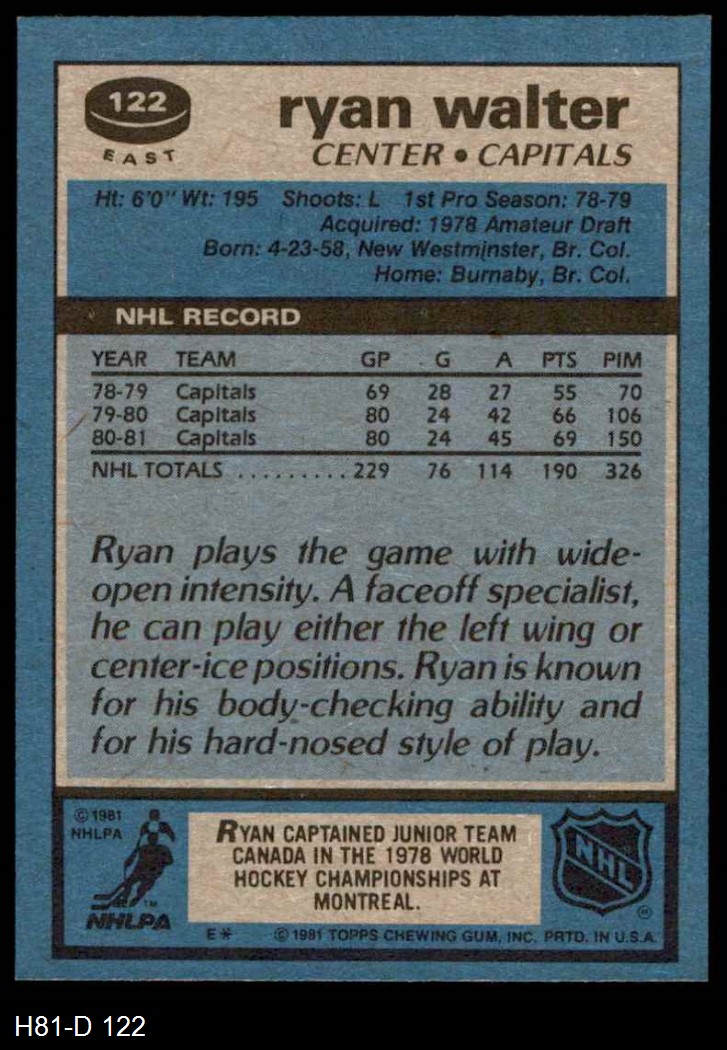 122
EAST
ryan walter
CENTER • CAPITALS
Ht: 6'0" Wt: 195 Shoots: L 1st Pro Season: 78-79
Acquired: 1978 Amateur Draft
Born: 4-23-58, New Westminster, Br. Col.
Home: Burnaby, Br. Col.
NHL RECORD
YEAR TEAM GP G A PTS PIM
78-79 Capitals 69 28 27 55 70
79-80 Capitals 80 24 42 66 106
80-81 Capitals 80 24 45 69 150
NHL TOTALS .......... 229 76 114 190 326
Ryan plays the game with wide-
open intensity. A faceoff specialist,
he can play either the left wing or
center-ice positions. Ryan is known
for his body-checking ability and
for his hard-nosed style of play.
© 1981
NHLPA
TM
NHLPA
RYAN CAPTAINED JUNIOR TEAM
CANADA IN THE 1978 WORLD
HOCKEY CHAMPIONSHIPS AT
MONTREAL.
NHL
E* © 1981 TOPPS CHEWING GUM, INC. PRTD. IN U.S.A.
H81-D 122